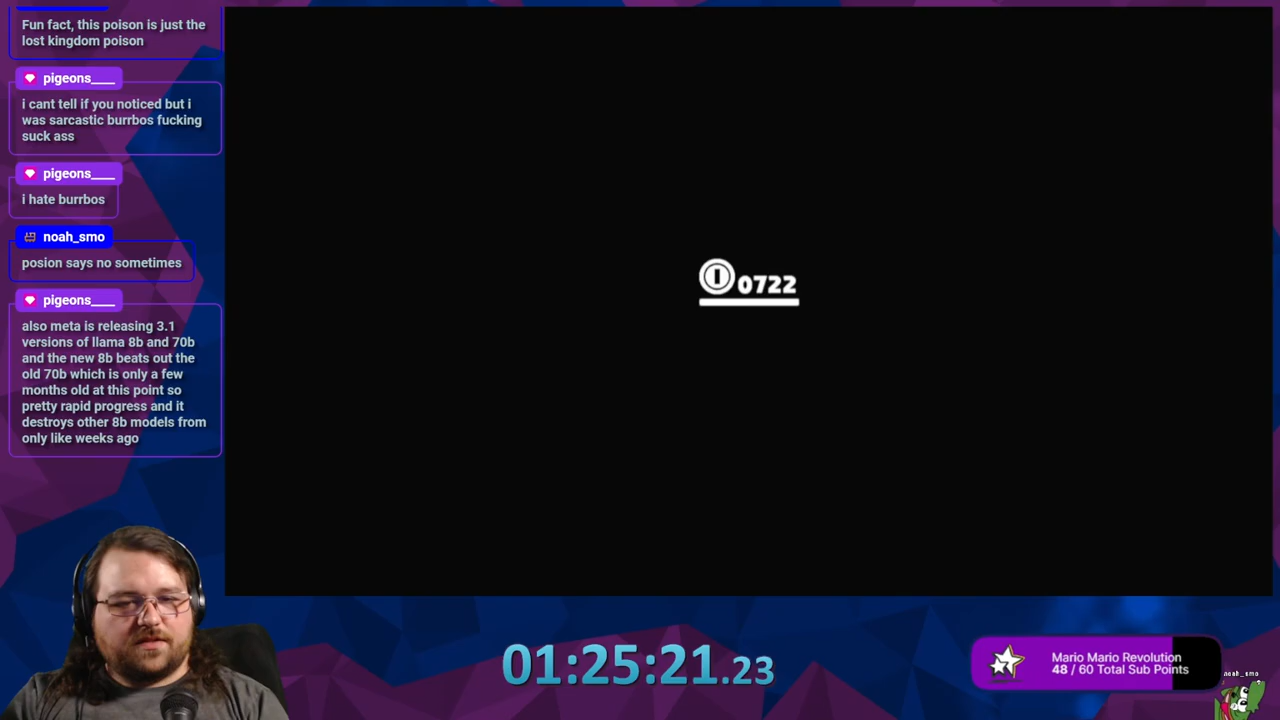 Fun fact, this poison is just the
lost kingdom poison
pigeons____
i cant tell if you noticed but i
was sarcastic burrbos fucking
suck ass
pigeons____
i hate burrbos
noah_smo
posion says no sometimes
pigeons____
also meta is releasing 3.1
versions of llama 8b and 70b
and the new 8b beats out the
old 70b which is only a few
months old at this point so
pretty rapid progress and it
destroys other 8b models from
only like weeks ago
0722
01:25:21.23
Mario Mario Revolution
48 / 60 Total Sub Points
noah_smo